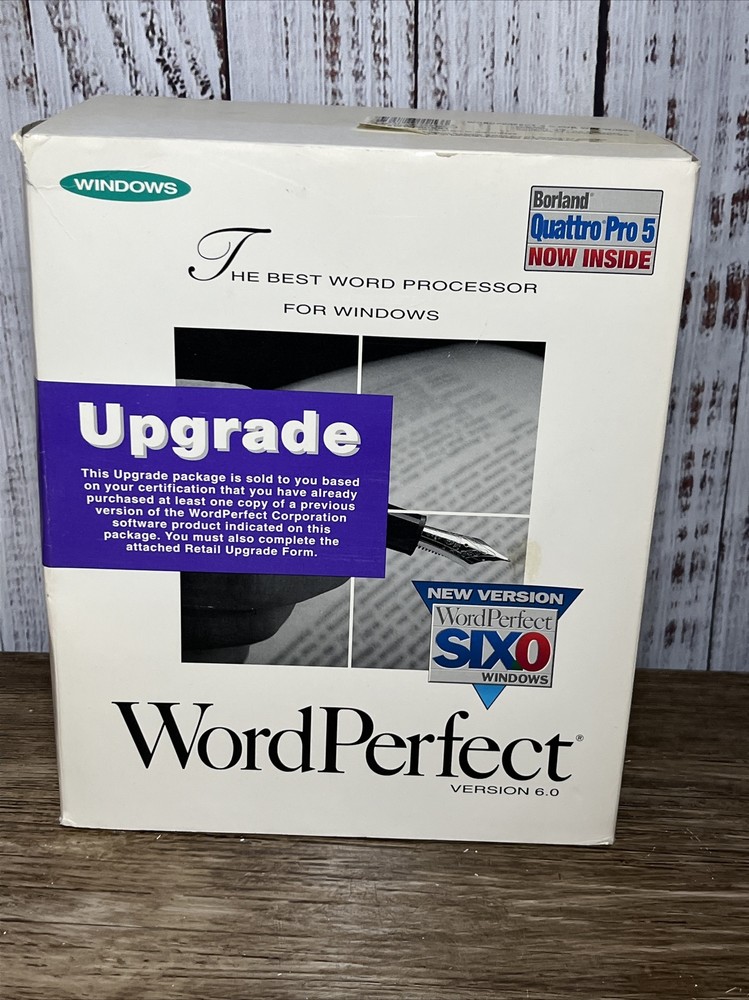 WINDOWS
Borland®
Quattro® Pro 5
NOW INSIDE
THE BEST WORD PROCESSOR
FOR WINDOWS
Upgrade
This Upgrade package is sold to you based
on your certification that you have already
purchased at least one copy of a previous
version of the WordPerfect Corporation
software product indicated on this
package. You must also complete the
attached Retail Upgrade Form.
NEW VERSION
WordPerfect
SIX0
WINDOWS
WordPerfect®
VERSION 6.0